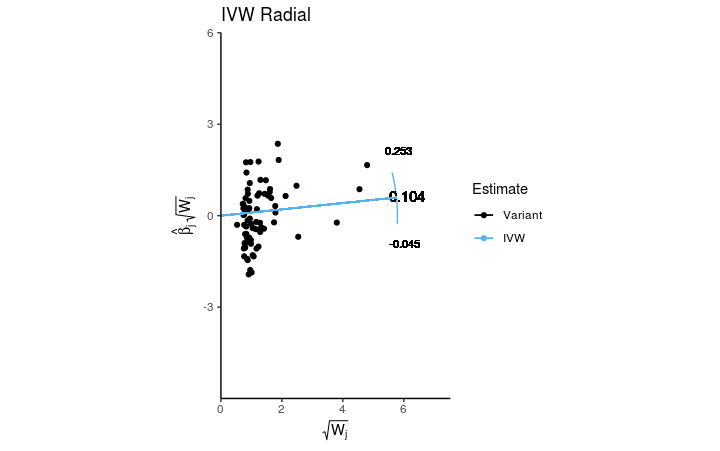 IVW Radial
6
3
0
-3
β̂ⱼ√Wⱼ
0.253
0.104
-0.045
Estimate
Variant
IVW
0 2 4 6
√Wⱼ